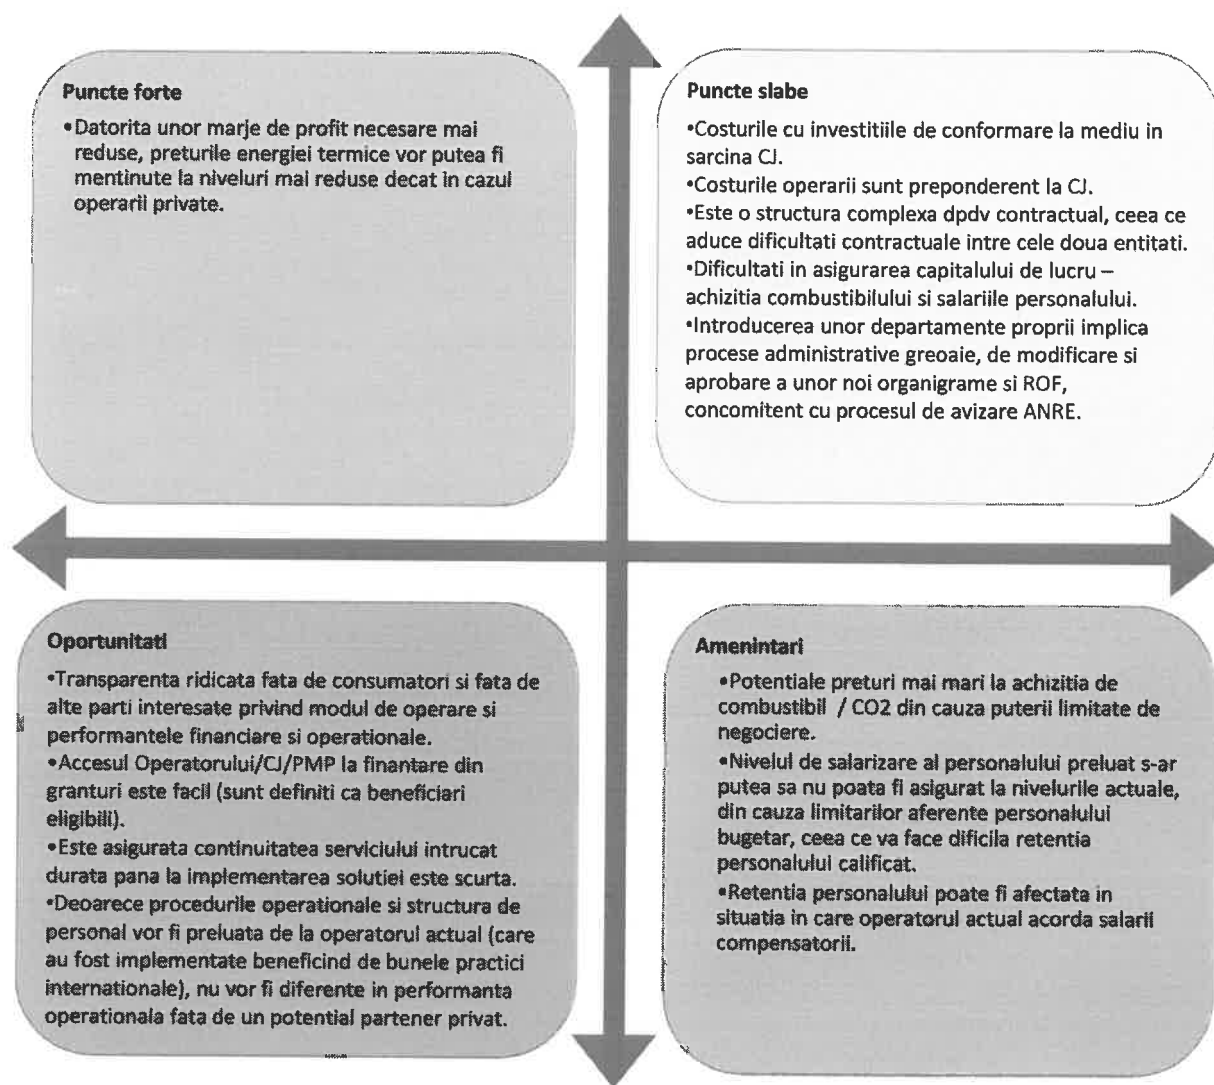 Puncte forte
•Datorita unor marje de profit necesare mai
reduse, preturile energiei termice vor putea fi
mentinute la niveluri mai reduse decat in cazul
operarii private.
Puncte slabe
•Costurile cu investitiile de conformare la mediu in
sarcina CJ.
•Costurile operarii sunt preponderent la CJ.
•Este o structura complexa dpdv contractual, ceea ce
aduce dificultati contractuale intre cele doua entitati.
•Dificultati in asigurarea capitalului de lucru –
achizitia combustibilului si salariile personalului.
•Introducerea unor departamente proprii implica
procese administrative greoaie, de modificare si
aprobare a unor noi organigrame si ROF,
concomitent cu procesul de avizare ANRE.
Oportunitati
•Transparenta ridicata fata de consumatori si fata de
alte parti interesate privind modul de operare si
performantele financiare si operationale.
•Accesul Operatorului/CJ/PMP la finantare din
granturi este facil (sunt definiti ca beneficiari
eligibili).
•Este asigurata continuitatea serviciului intrucat
durata pana la implementarea solutiei este scurta.
•Deoarece procedurile operationale si structura de
personal vor fi preluata de la operatorul actual (care
au fost implementate beneficind de bunele practici
internationale), nu vor fi diferente in performanta
operationala fata de un potential partener privat.
Amenintari
•Potentiale preturi mai mari la achizitia de
combustibil / CO2 din cauza puterii limitate de
negociere.
•Nivelul de salarizare al personalului preluat s-ar
putea sa nu poata fi asigurat la nivelurile actuale,
din cauza limitarilor aferente personalului
bugetar, ceea ce va face dificila retentia
personalului calificat.
•Retentia personalului poate fi afectata in
situatia in care operatorul actual acorda salarii
compensatorii.